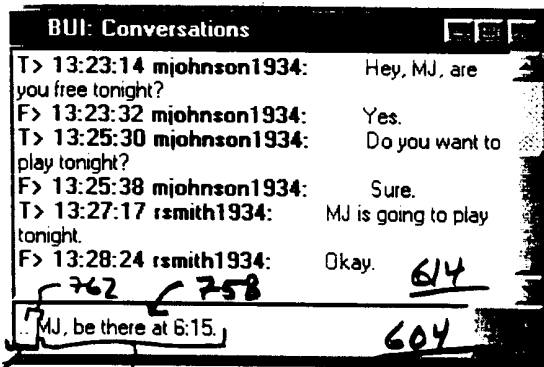 BUI: Conversations
T> 13:23:14 mjohnson1934: Hey, MJ, are
you free tonight?
F> 13:23:32 mjohnson1934: Yes.
T> 13:25:30 mjohnson1934: Do you want to
play tonight?
F> 13:25:38 mjohnson1934: Sure.
T> 13:27:17 rsmith1934: MJ is going to play
tonight.
F> 13:28:24 rsmith1934: Okay. 614
762 758
.. MJ, be there at 6:15. 604